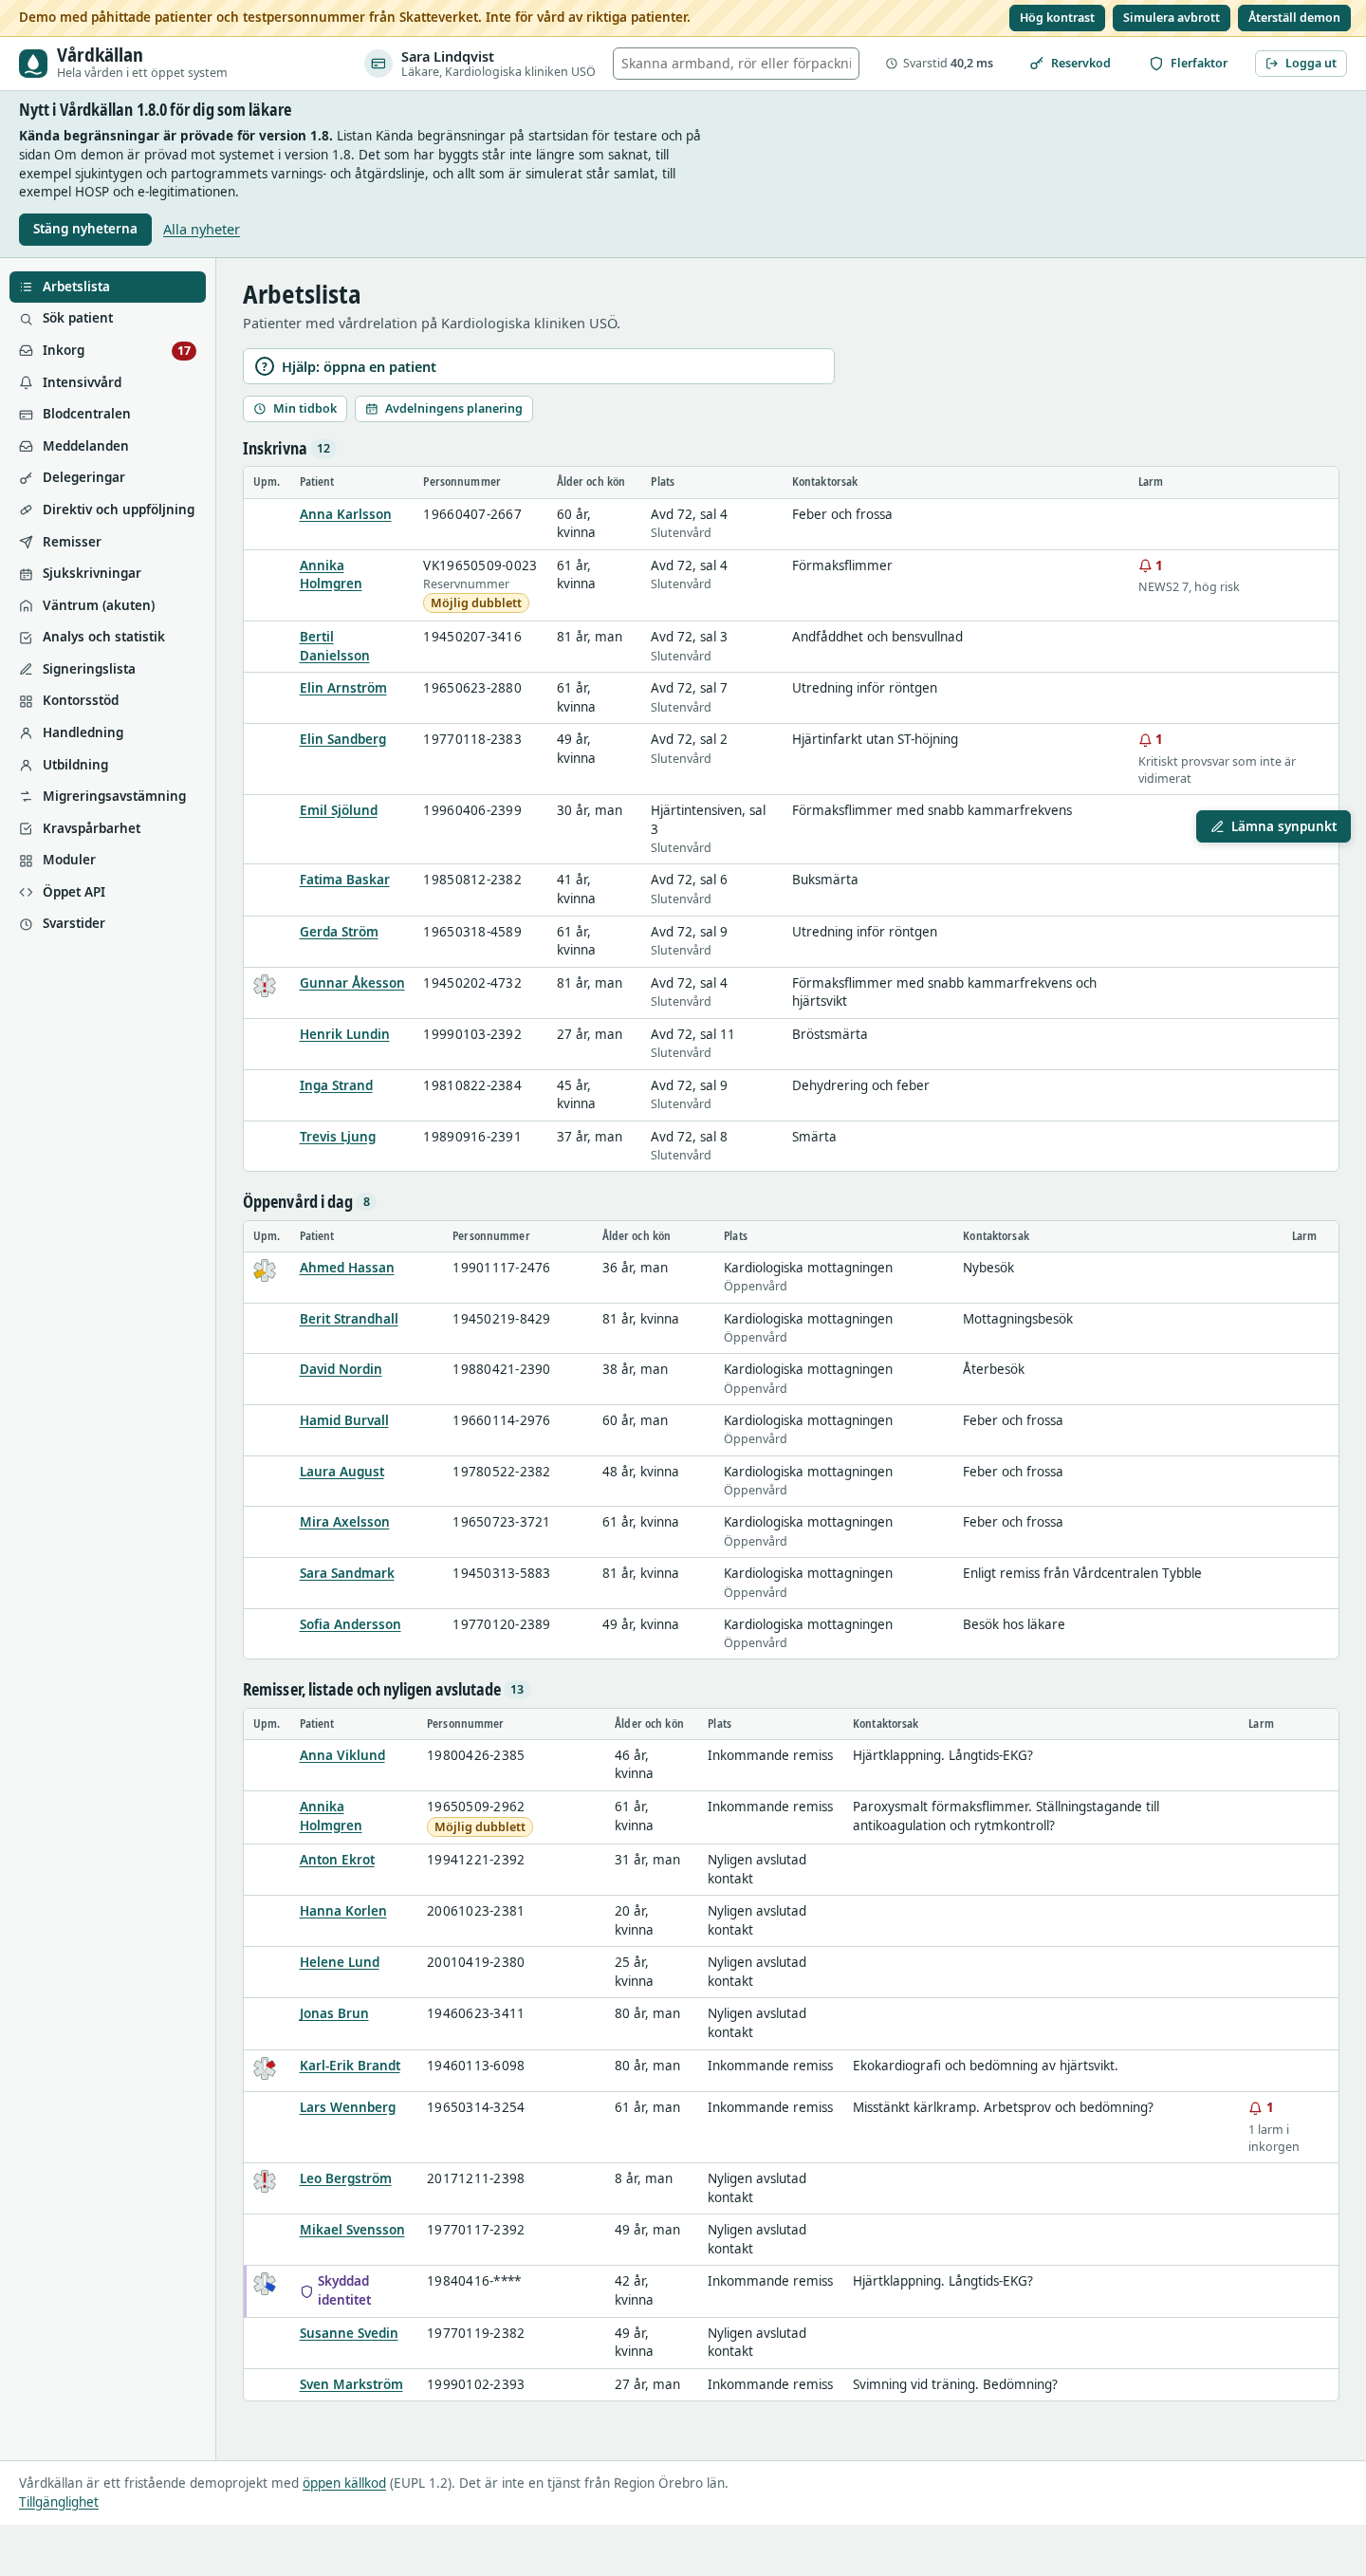 Demo med påhittade patienter och testpersonnummer från Skatteverket. Inte för vård av riktiga patienter.
Hög kontrast
Simulera avbrott
Återställ demon
Vårdkällan
Hela vården i ett öppet system
Sara Lindqvist
Läkare, Kardiologiska kliniken USÖ
Skanna armband, rör eller förpackni
Svarstid 40,2 ms
Reservkod
Flerfaktor
Logga ut
Nytt i Vårdkällan 1.8.0 för dig som läkare
Kända begränsningar är prövade för version 1.8. Listan Kända begränsningar på startsidan för testare och på
sidan Om demon är prövad mot systemet i version 1.8. Det som har byggts står inte längre som saknat, till
exempel sjukintygen och partogrammets varnings- och åtgärdslinje, och allt som är simulerat står samlat, till
exempel HOSP och e-legitimationen.
Stäng nyheterna
Alla nyheter
Arbetslista
Sök patient
Inkorg 17
Intensivvård
Blodcentralen
Meddelanden
Delegeringar
Direktiv och uppföljning
Remisser
Sjukskrivningar
Väntrum (akuten)
Analys och statistik
Signeringslista
Kontorsstöd
Handledning
Utbildning
Migreringsavstämning
Kravspårbarhet
Moduler
Öppet API
Svarstider
Arbetslista
Patienter med vårdrelation på Kardiologiska kliniken USÖ.
? Hjälp: öppna en patient
Min tidbok
Avdelningens planering
Inskrivna 12
Upm. Patient Personnummer Ålder och kön Plats Kontaktorsak Larm
Anna Karlsson 19660407-2667 60 år, Avd 72, sal 4 Feber och frossa
kvinna Slutenvård
Annika VK19650509-0023 61 år, Avd 72, sal 4 Förmaksflimmer 1
Holmgren Reservnummer kvinna Slutenvård NEWS2 7, hög risk
Möjlig dubblett
Bertil 19450207-3416 81 år, man Avd 72, sal 3 Andfåddhet och bensvullnad
Danielsson Slutenvård
Elin Arnström 19650623-2880 61 år, Avd 72, sal 7 Utredning inför röntgen
kvinna Slutenvård
Elin Sandberg 19770118-2383 49 år, Avd 72, sal 2 Hjärtinfarkt utan ST-höjning 1
kvinna Slutenvård Kritiskt provsvar som inte är
vidimerat
Emil Sjölund 19960406-2399 30 år, man Hjärtintensiven, sal Förmaksflimmer med snabb kammarfrekvens
3
Slutenvård
Lämna synpunkt
Fatima Baskar 19850812-2382 41 år, Avd 72, sal 6 Buksmärta
kvinna Slutenvård
Gerda Ström 19650318-4589 61 år, Avd 72, sal 9 Utredning inför röntgen
kvinna Slutenvård
Gunnar Åkesson 19450202-4732 81 år, man Avd 72, sal 4 Förmaksflimmer med snabb kammarfrekvens och
Slutenvård hjärtsvikt
Henrik Lundin 19990103-2392 27 år, man Avd 72, sal 11 Bröstsmärta
Slutenvård
Inga Strand 19810822-2384 45 år, Avd 72, sal 9 Dehydrering och feber
kvinna Slutenvård
Trevis Ljung 19890916-2391 37 år, man Avd 72, sal 8 Smärta
Slutenvård
Öppenvård i dag 8
Upm. Patient Personnummer Ålder och kön Plats Kontaktorsak Larm
Ahmed Hassan 19901117-2476 36 år, man Kardiologiska mottagningen Nybesök
Öppenvård
Berit Strandhall 19450219-8429 81 år, kvinna Kardiologiska mottagningen Mottagningsbesök
Öppenvård
David Nordin 19880421-2390 38 år, man Kardiologiska mottagningen Återbesök
Öppenvård
Hamid Burvall 19660114-2976 60 år, man Kardiologiska mottagningen Feber och frossa
Öppenvård
Laura August 19780522-2382 48 år, kvinna Kardiologiska mottagningen Feber och frossa
Öppenvård
Mira Axelsson 19650723-3721 61 år, kvinna Kardiologiska mottagningen Feber och frossa
Öppenvård
Sara Sandmark 19450313-5883 81 år, kvinna Kardiologiska mottagningen Enligt remiss från Vårdcentralen Tybble
Öppenvård
Sofia Andersson 19770120-2389 49 år, kvinna Kardiologiska mottagningen Besök hos läkare
Öppenvård
Remisser, listade och nyligen avslutade 13
Upm. Patient Personnummer Ålder och kön Plats Kontaktorsak Larm
Anna Viklund 19800426-2385 46 år, Inkommande remiss Hjärtklappning. Långtids-EKG?
kvinna
Annika 19650509-2962 61 år, Inkommande remiss Paroxysmalt förmaksflimmer. Ställningstagande till
Holmgren Möjlig dubblett kvinna antikoagulation och rytmkontroll?
Anton Ekrot 19941221-2392 31 år, man Nyligen avslutad
kontakt
Hanna Korlen 20061023-2381 20 år, Nyligen avslutad
kvinna kontakt
Helene Lund 20010419-2380 25 år, Nyligen avslutad
kvinna kontakt
Jonas Brun 19460623-3411 80 år, man Nyligen avslutad
kontakt
Karl-Erik Brandt 19460113-6098 80 år, man Inkommande remiss Ekokardiografi och bedömning av hjärtsvikt.
Lars Wennberg 19650314-3254 61 år, man Inkommande remiss Misstänkt kärlkramp. Arbetsprov och bedömning? 1
1 larm i
inkorgen
Leo Bergström 20171211-2398 8 år, man Nyligen avslutad
kontakt
Mikael Svensson 19770117-2392 49 år, man Nyligen avslutad
kontakt
Skyddad 19840416-**** 42 år, Inkommande remiss Hjärtklappning. Långtids-EKG?
identitet kvinna
Susanne Svedin 19770119-2382 49 år, Nyligen avslutad
kvinna kontakt
Sven Markström 19990102-2393 27 år, man Inkommande remiss Svimning vid träning. Bedömning?
Vårdkällan är ett fristående demoprojekt med öppen källkod (EUPL 1.2). Det är inte en tjänst från Region Örebro län.
Tillgänglighet